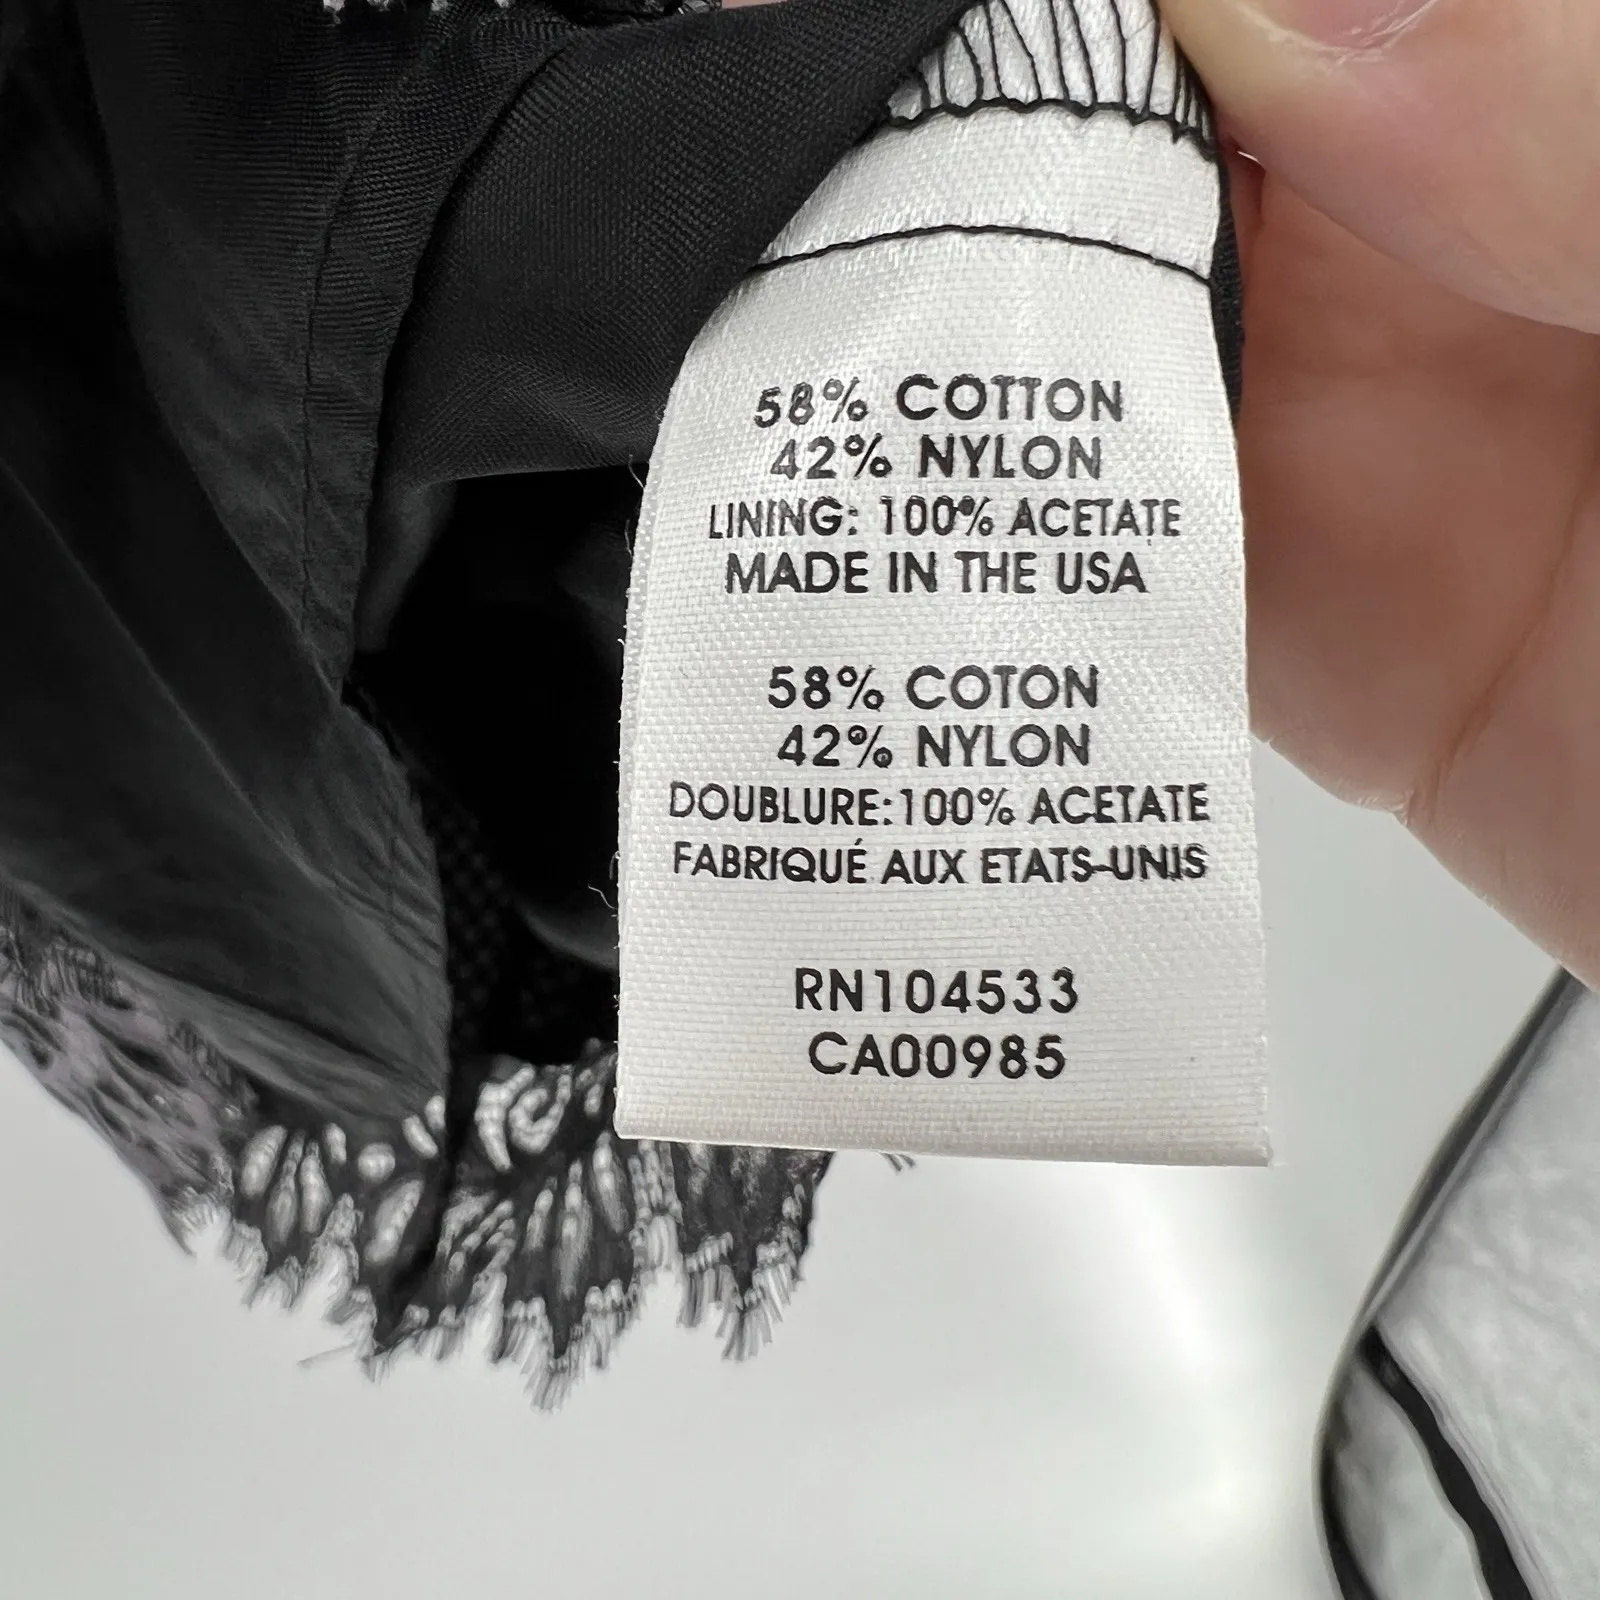 58% COTTON
42% NYLON
LINING: 100% ACETATE
MADE IN THE USA
58% COTON
42% NYLON
DOUBLURE:100% ACETATE
FABRIQUÉ AUX ETATS-UNIS
RN104533
CA00985